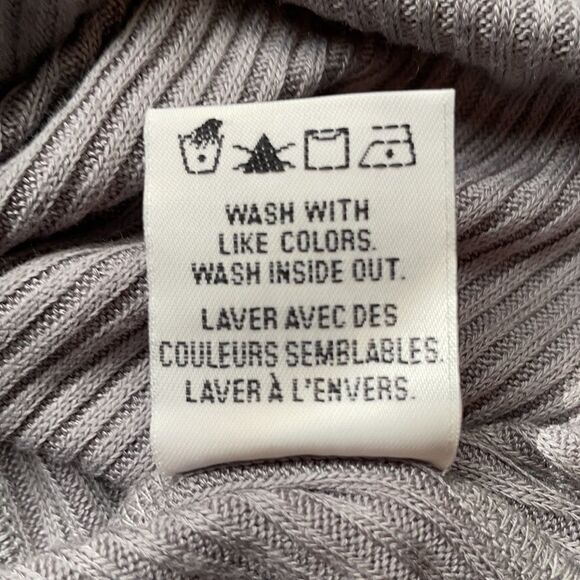 WASH WITH
LIKE COLORS.
WASH INSIDE OUT.
LAVER AVEC DES
COULEURS SEMBLABLES.
LAVER À L'ENVERS.